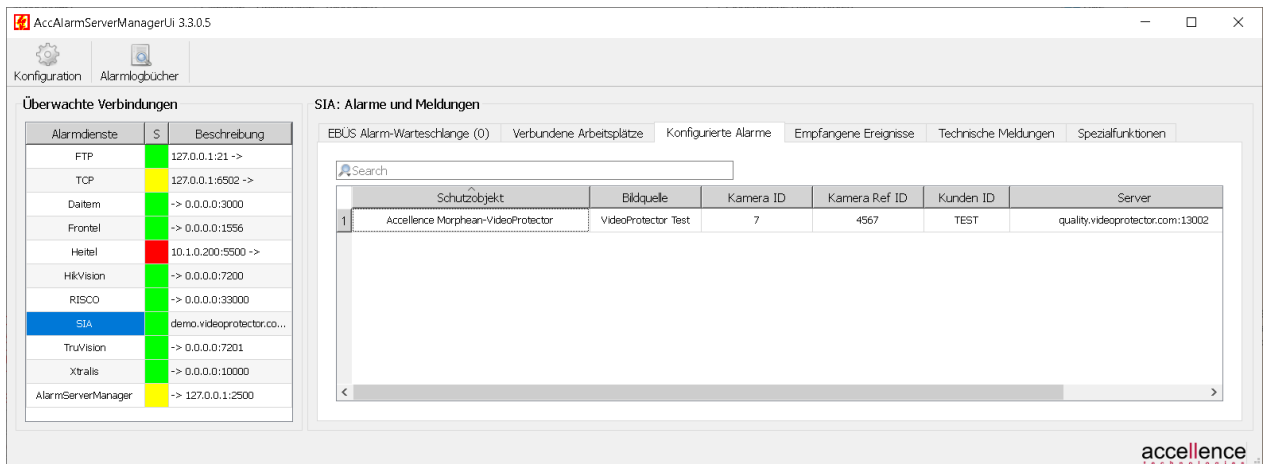 AccAlarmServerManagerUi 3.3.0.5
Konfiguration Alarmlogbücher
Überwachte Verbindungen
Alarmdienste S Beschreibung
FTP 127.0.0.1:21 ->
TCP 127.0.0.1:6502 ->
Daitem -> 0.0.0.0:3000
Frontel -> 0.0.0.0:1556
Heitel 10.1.0.200:5500 ->
HikVision -> 0.0.0.0:7200
RISCO -> 0.0.0.0:33000
SIA demo.videoprotector.co...
TruVision -> 0.0.0.0:7201
Xtralis -> 0.0.0.0:10000
AlarmServerManager -> 127.0.0.1:2500
SIA: Alarme und Meldungen
EBÜS Alarm-Warteschlange (0) Verbundene Arbeitsplätze Konfigurierte Alarme Empfangene Ereignisse Technische Meldungen Spezialfunktionen
Search
Schutzobjekt Bildquelle Kamera ID Kamera Ref ID Kunden ID Server
1 Accellence Morphean-VideoProtector VideoProtector Test 7 4567 TEST quality.videoprotector.com:13002
accellence
technologies